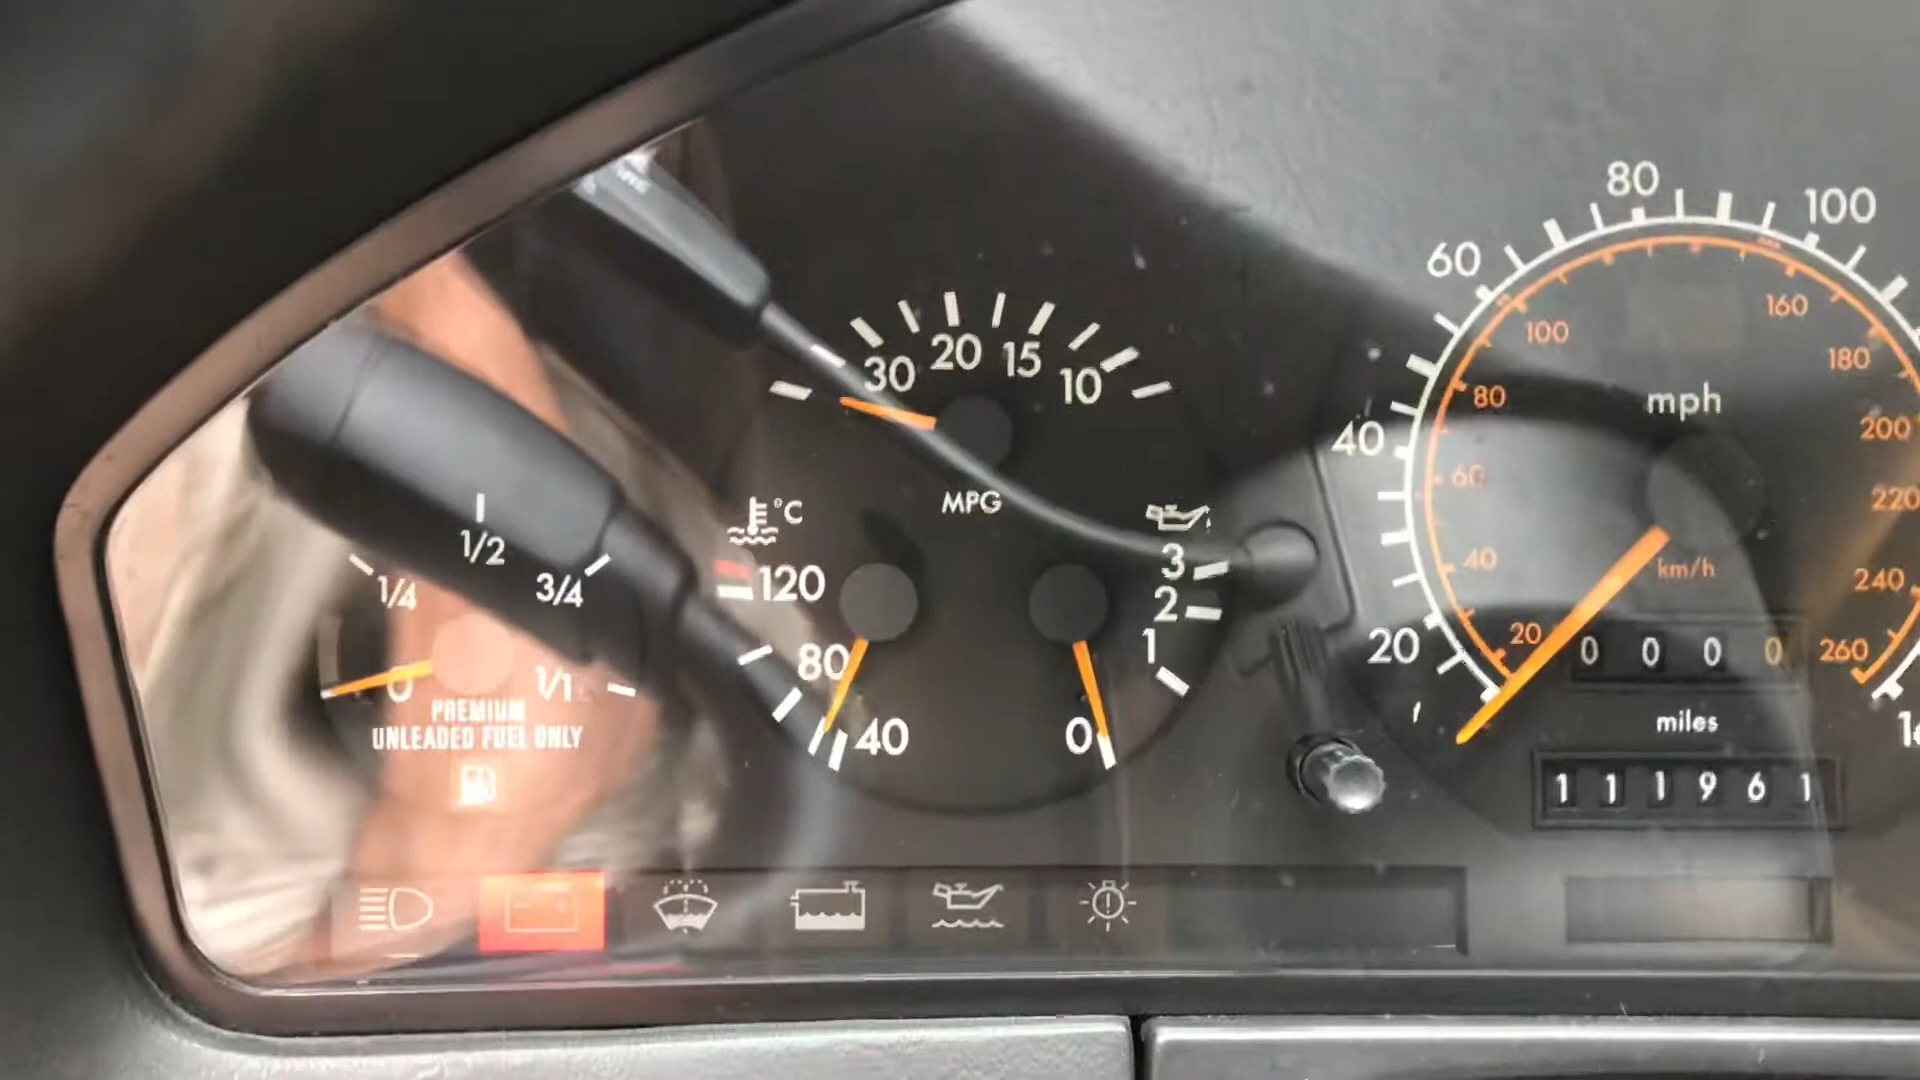 30 20 15 10
MPG
°C
120
80
40
3
2
1
0
1/4 1/2 3/4
0 1/1
PREMIUM
UNLEADED FUEL ONLY
20 40 60 80 100
mph
20 40 60 80 100 160 180 200 220 240 260
km/h
0 0 0 0
miles
1 1 1 9 6 1